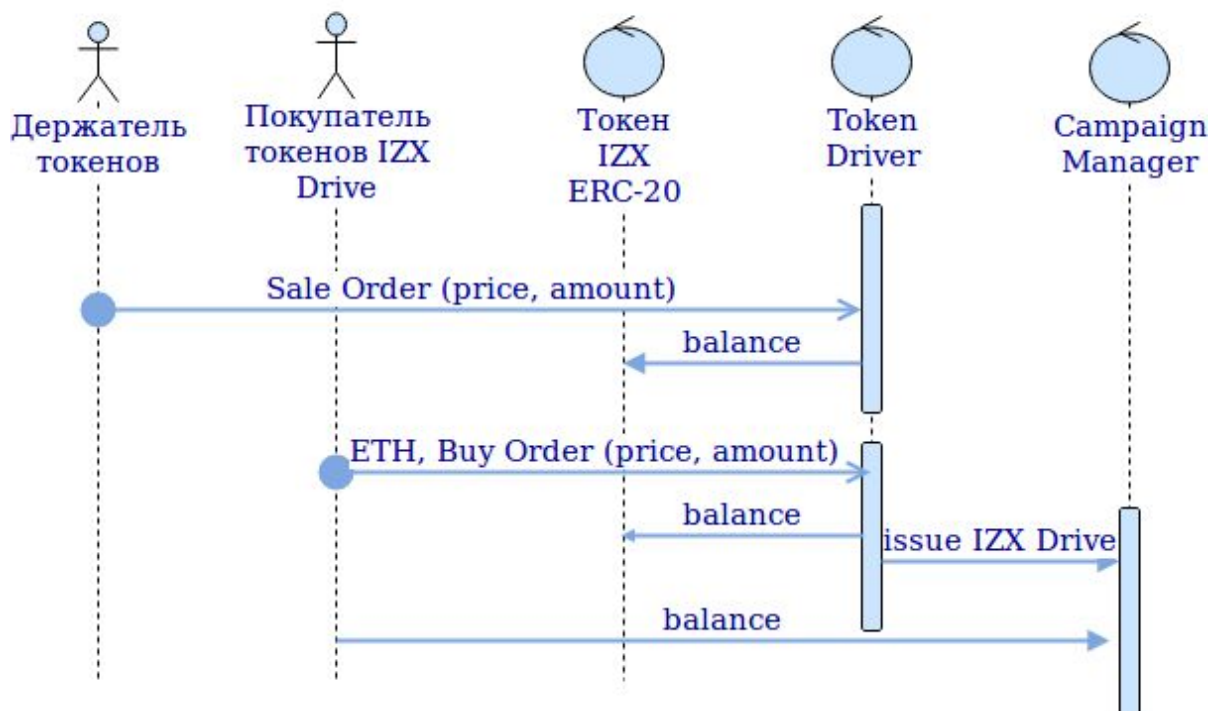 Держатель
токенов
Покупатель
токенов IZX
Drive
Токен
IZX
ERC-20
Token
Driver
Campaign
Manager
Sale Order (price, amount)
balance
ETH, Buy Order (price, amount)
balance
issue IZX Drive
balance